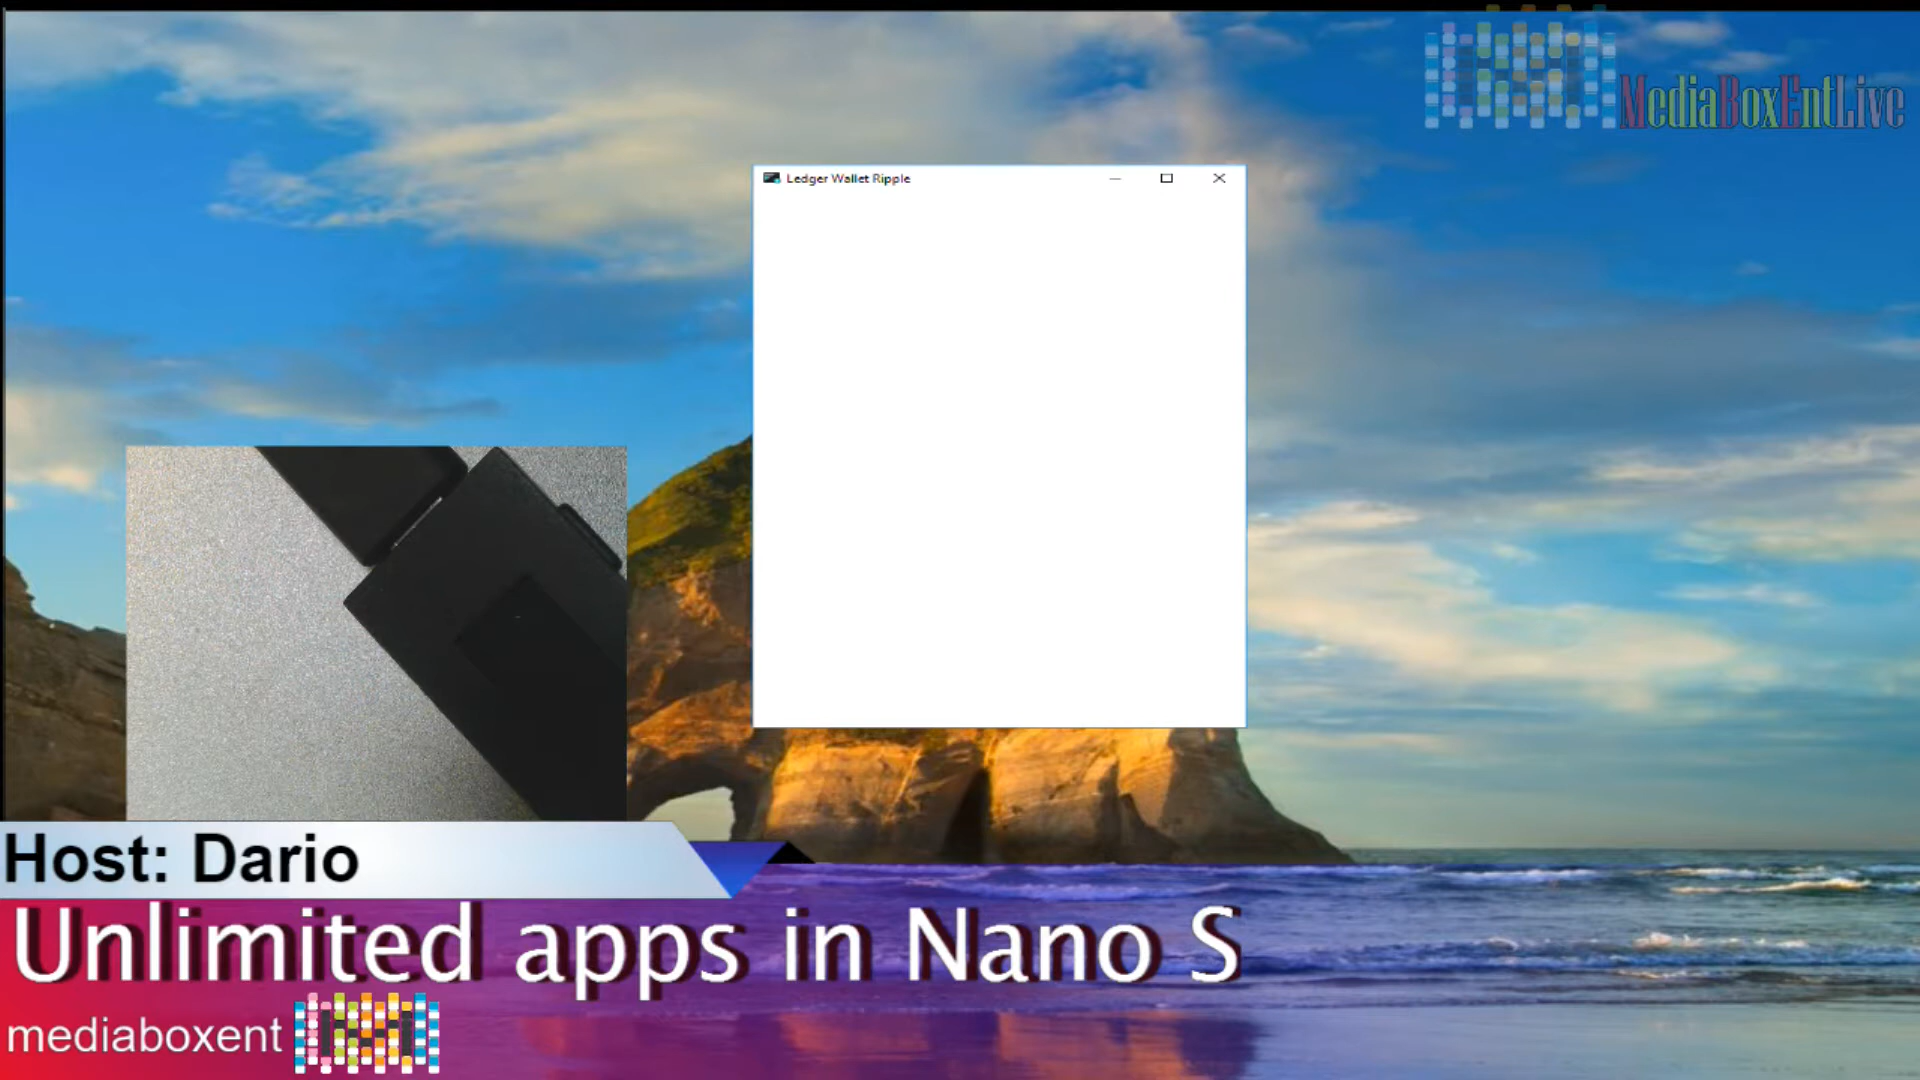 MediaBoxEntLive
Ledger Wallet Ripple
Host: Dario
Unlimited apps in Nano S
mediaboxent